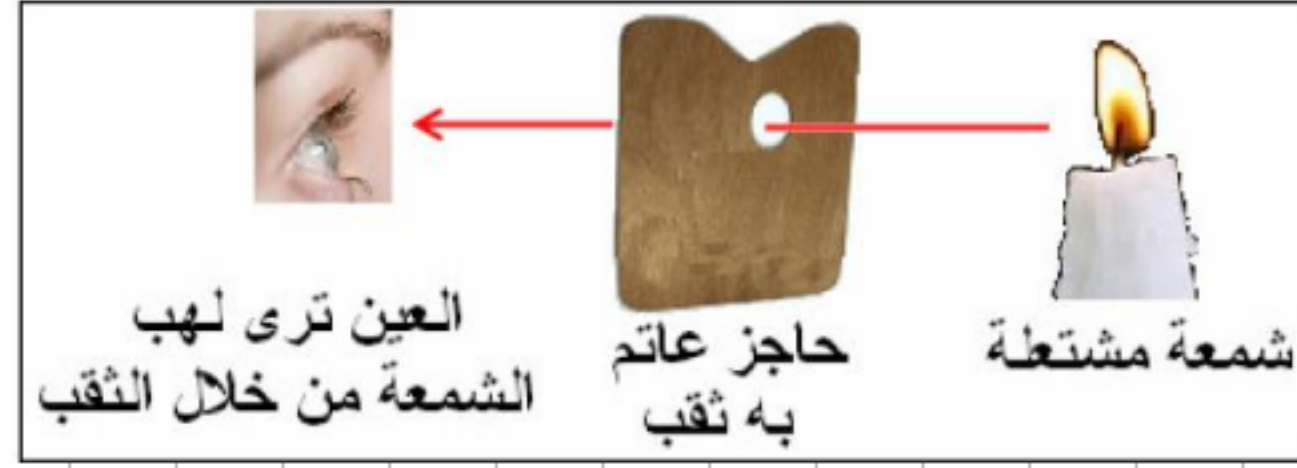 شمعة مشتعلة
حاجز عاتم
به ثقب
العين ترى لهب
الشمعة من خلال الثقب